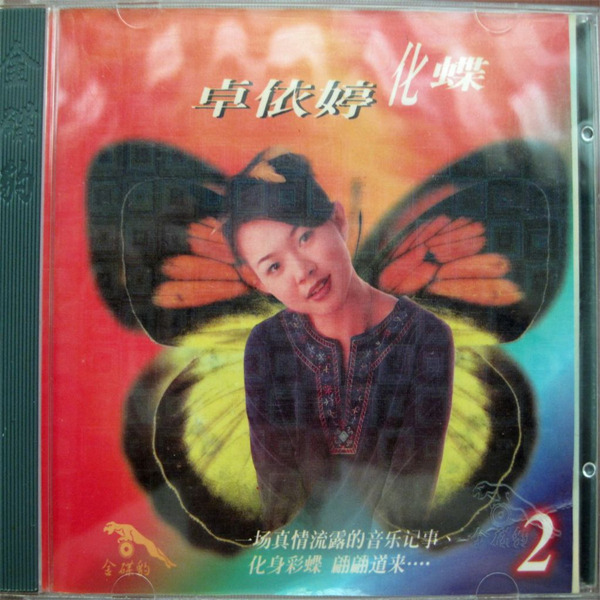 卓依婷 化蝶
一场真情流露的音乐记事、
化身彩蝶 翩翩道来····
金碟豹
2